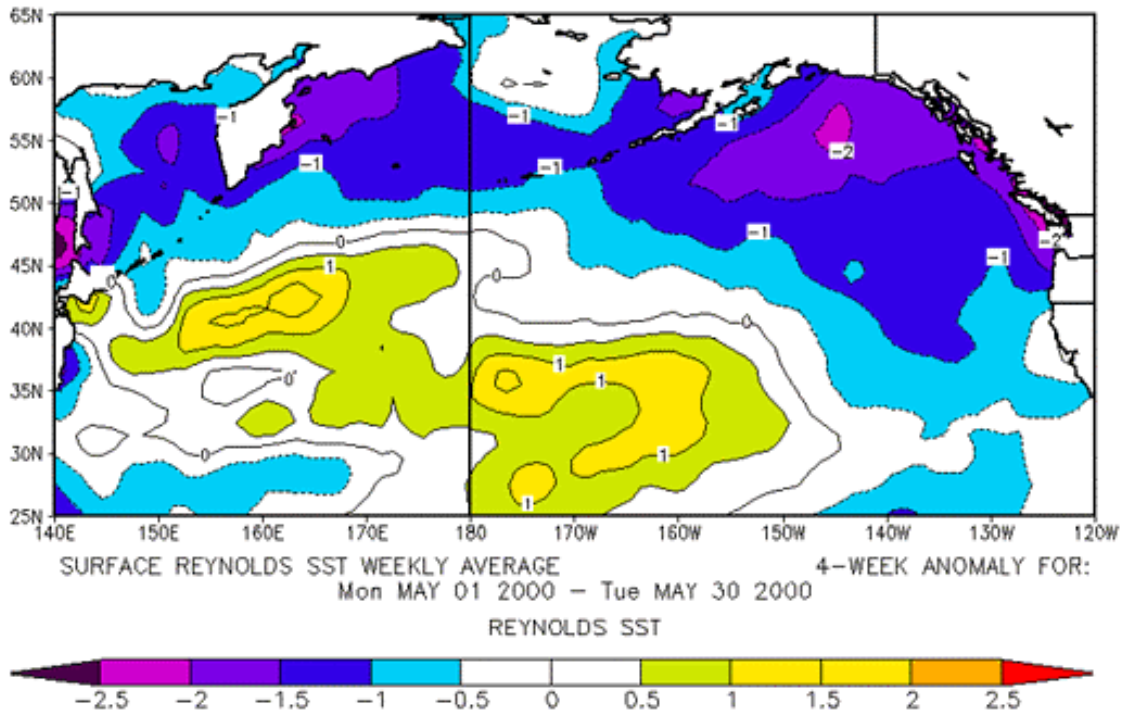 65N
60N
-1
-1
-1
55N
-2
-1
-1
50N
-1
-1
-2
45N
0
0
0
-1
1
40N
0
1
35N
0
1
30N
0
1
25N
1
140E 150E 160E 170E 180 170W 160W 150W 140W 130W 120W
SURFACE REYNOLDS SST WEEKLY AVERAGE 4-WEEK ANOMALY FOR:
Mon MAY 01 2000 – Tue MAY 30 2000
REYNOLDS SST
-2.5 -2 -1.5 -1 -0.5 0 0.5 1 1.5 2 2.5